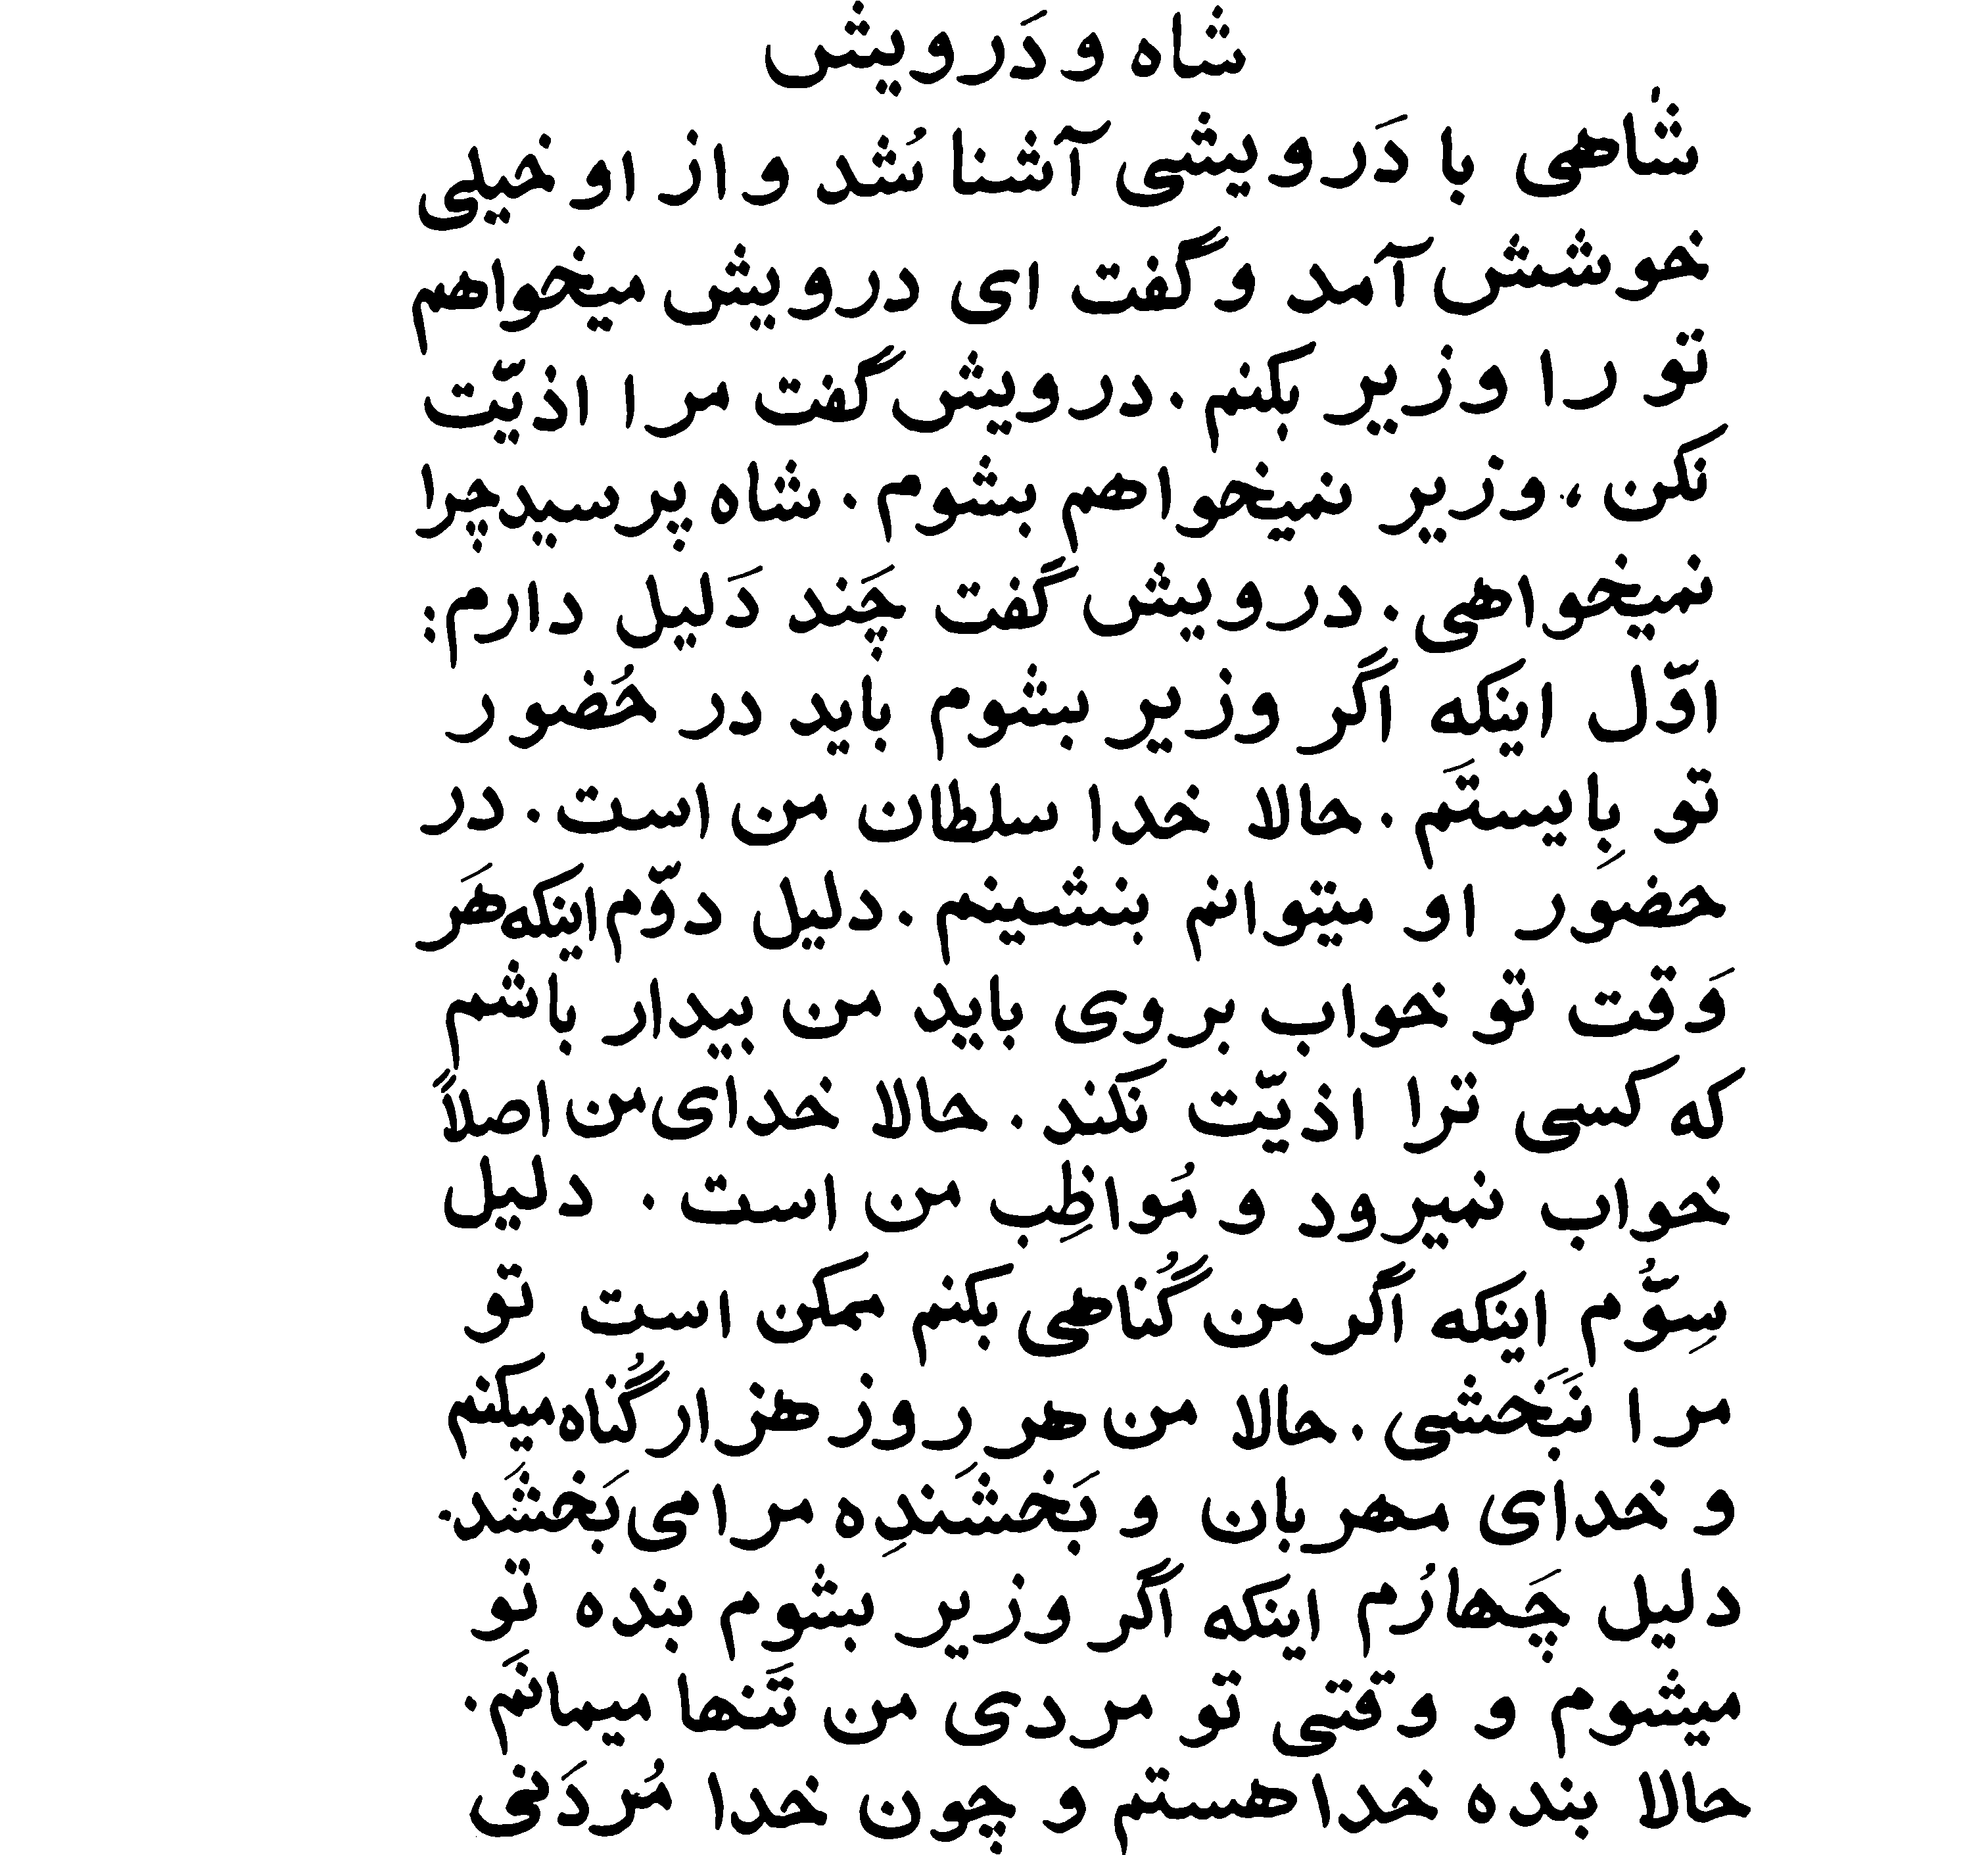 شاه و دَرویش
شاهی با دَرویشی آشنا شُد و از او خیلی
خوشش آمد و گفت ای درویش میخواهم
تو را وزیر بکنم . درویش گفت مرا اذیّت
نکن ، وزیر نمیخواهم بشوم . شاه پرسید چرا
نمیخواهی . درویش گفت چَند دَلیل دارم :
اوّل اینکه اگر وزیر بشوم باید در حُضور
تو بایستَم . حالا خدا سلطان من است . در
حضورِ او میتوانم بنشینم . دلیل دوّم اینکه هَر
وَقت تو خواب بروی باید من بیدار باشم
که کسی ترا اذیّت نکند . حالا خدای من اصلاً
خواب نمیرود و مُواظِب من است . دلیل
سِوُّم اینکه اگر من گُناهی بکنم ممکن است تو
مرا نَبَخشی . حالا من هر روز هزار گُناه میکنم
و خدای مهربان و بَخشَندِه مرا می بَخشَد .
دلیل چَهارُم اینکه اگر وزیر بشوم بنده تو
میشوم و وقتی تو مردی من تَنها میمانَم .
حالا بنده خدا هستم و چون خدا مُردَنی